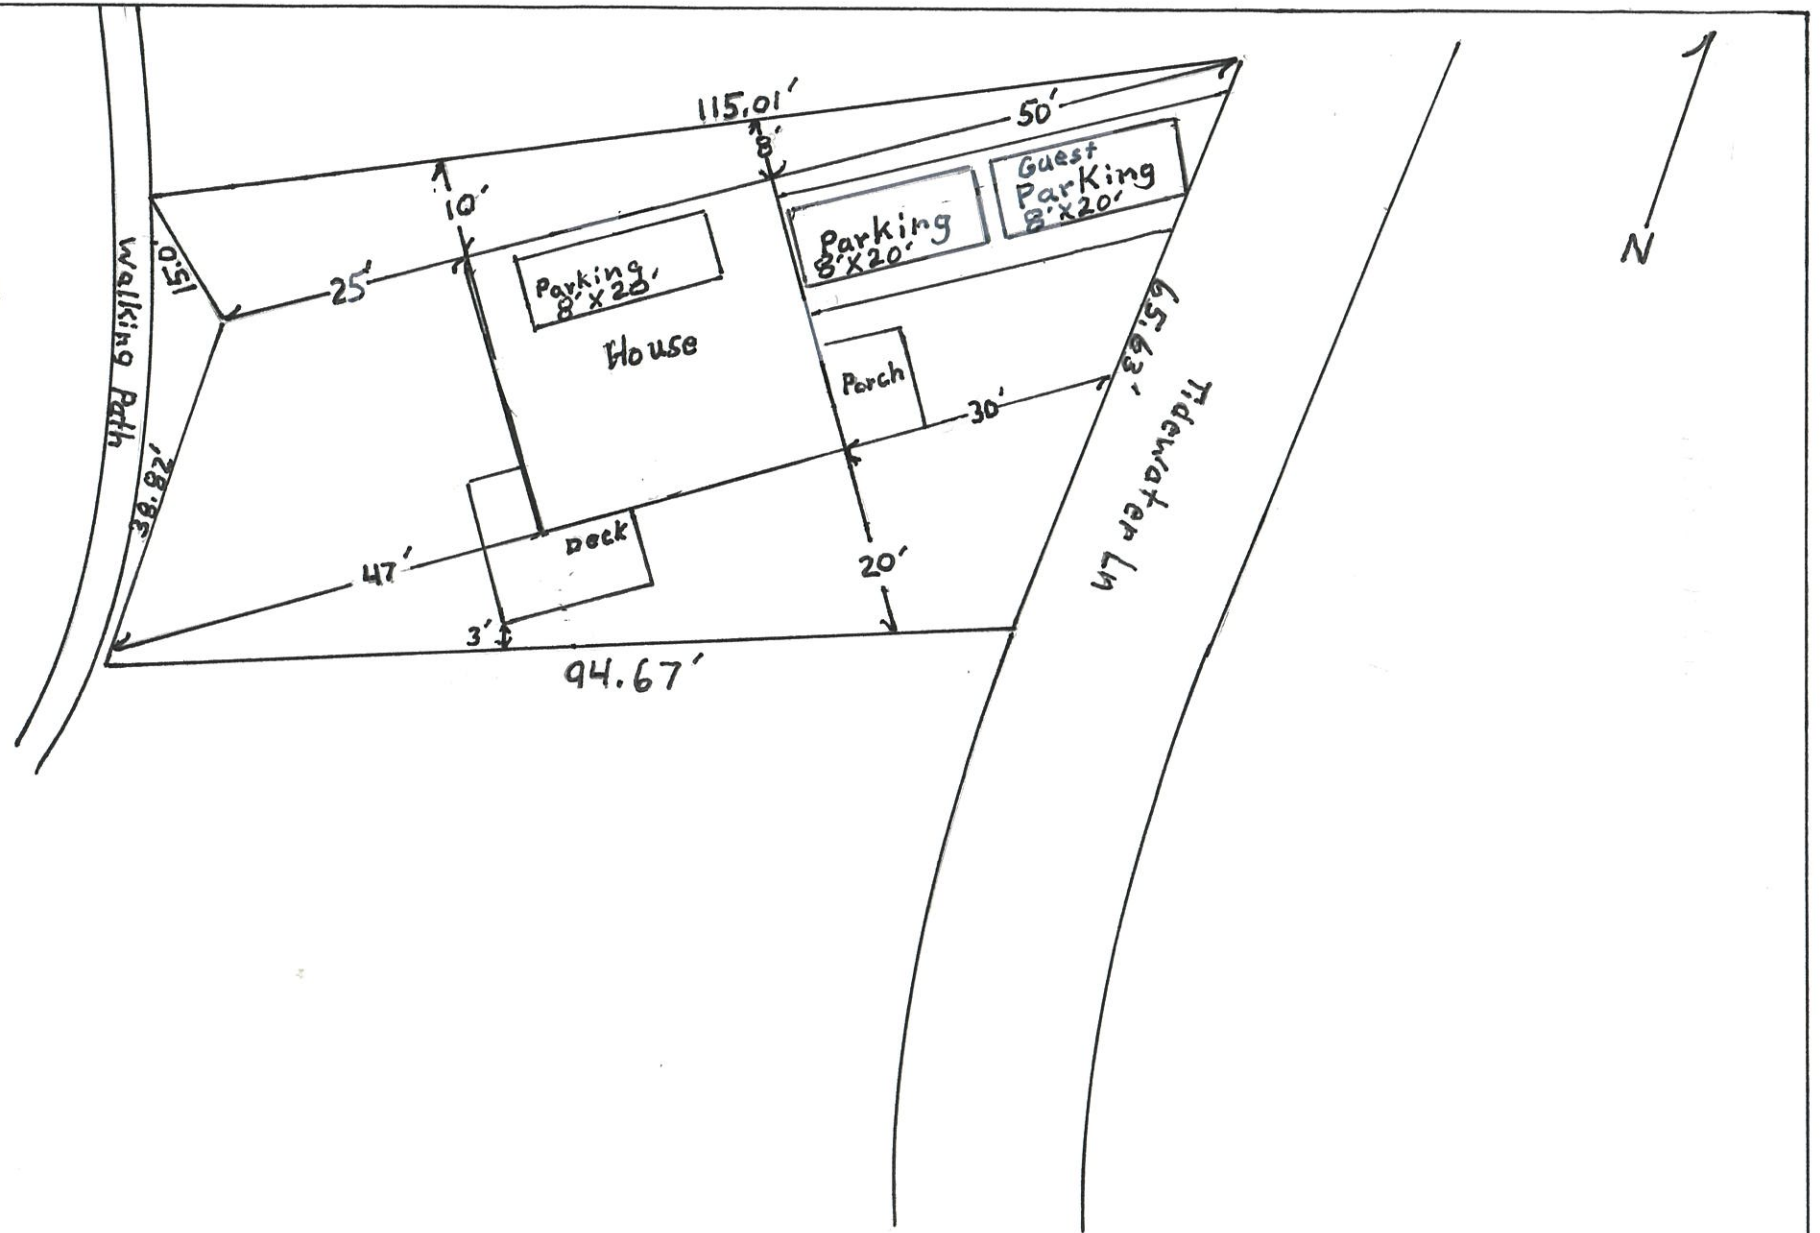 115.01'
50'
8'
10'
Guest
Parking
8'x20'
Parking
8'x20'
15.0'
25'
Parking
8'x20'
House
Walking Path
65.63'
Porch
30'
Tidewater Ln
N
38.82'
Deck
47'
20'
3'
94.67'